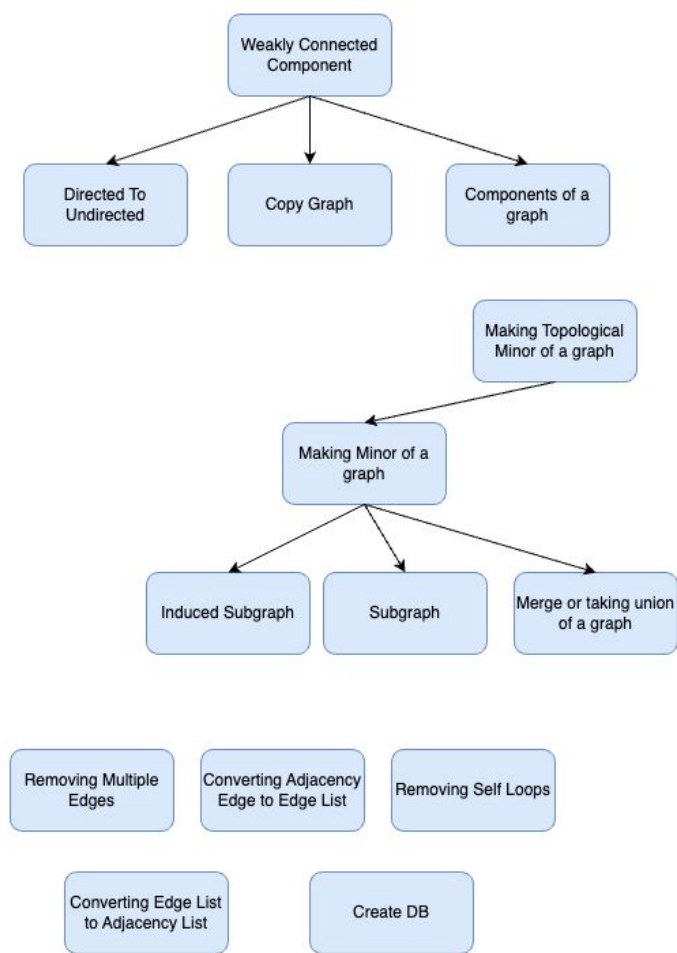 Weakly Connected
Component
Directed To
Undirected
Copy Graph
Components of a
graph
Making Topological
Minor of a graph
Making Minor of a
graph
Induced Subgraph
Subgraph
Merge or taking union
of a graph
Removing Multiple
Edges
Converting Adjacency
Edge to Edge List
Removing Self Loops
Converting Edge List
to Adjacency List
Create DB